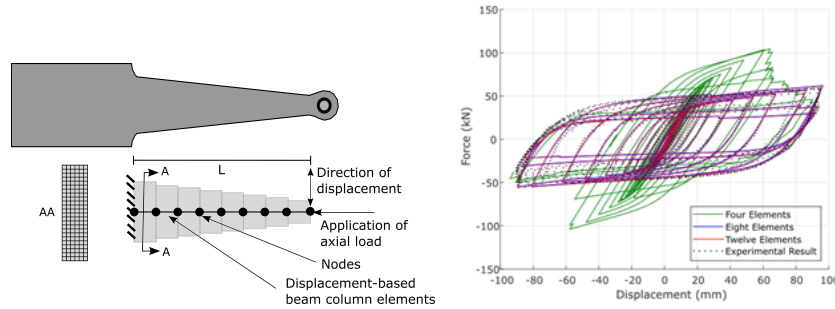 A
L
Direction of
displacement
AA
A
Application of
axial load
Nodes
Displacement-based
beam column elements
150
100
50
0
-50
-100
-150
Force (kN)
-100 -80 -60 -40 -20 0 20 40 60 80 100
Displacement (mm)
Four Elements
Eight Elements
Twelve Elements
Experimental Result